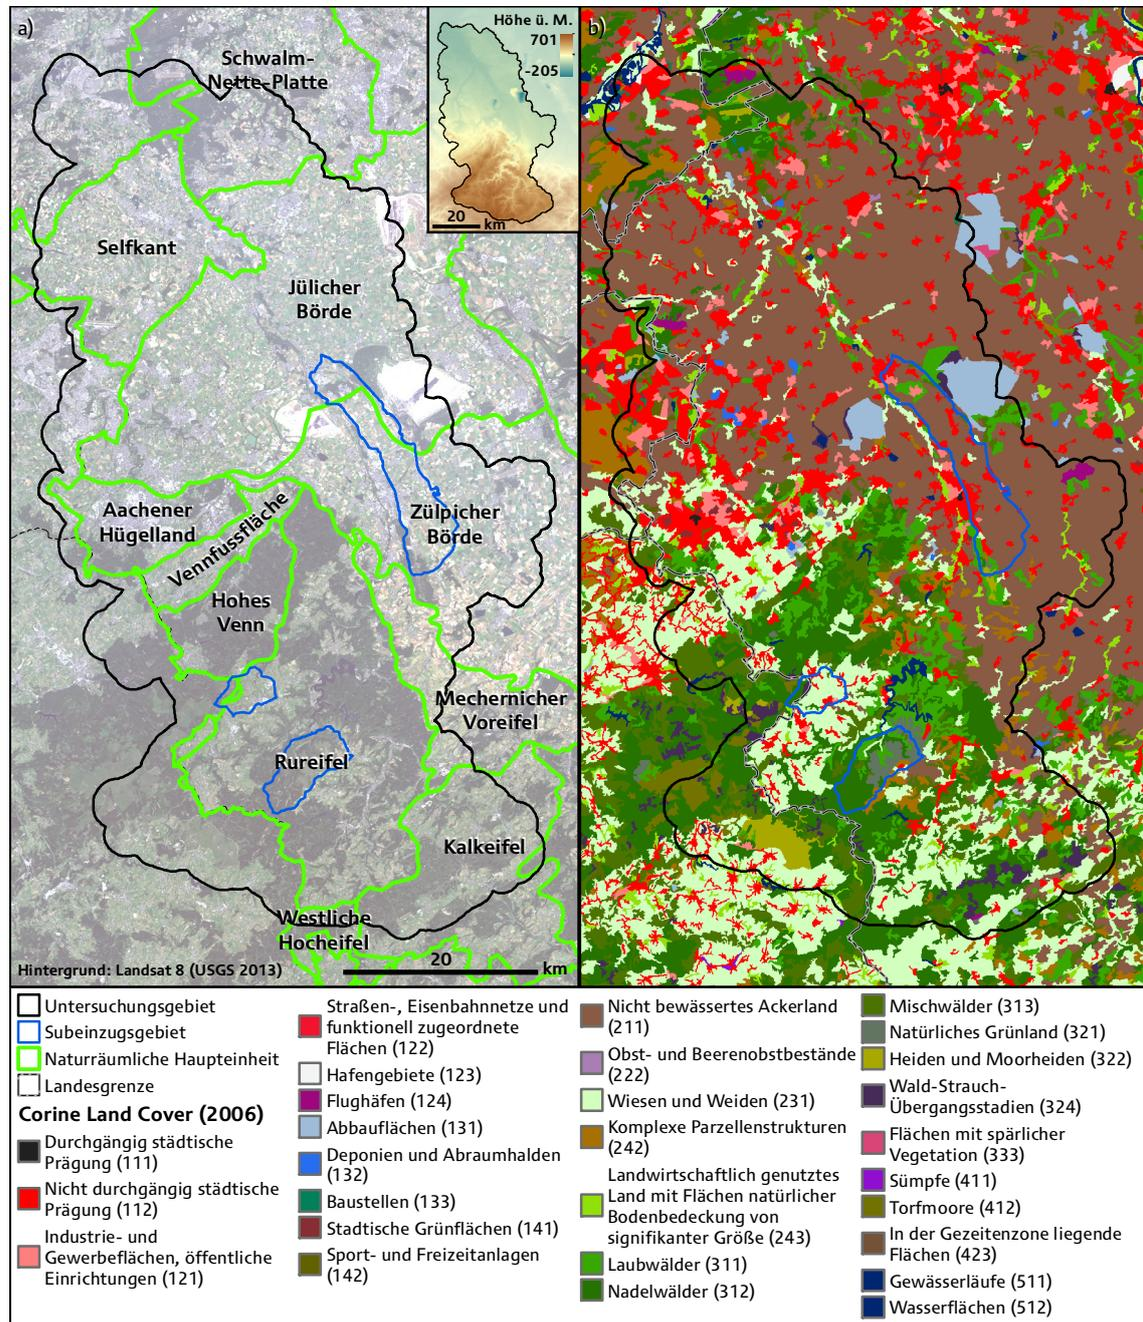 a)
Schwalm-
Nette-Platte
Höhe ü. M.
701
-205
20
km
b)
Selfkant
Jülicher
Börde
Aachener
Hügelland
Vennfussfläche
Zülpicher
Börde
Hohes
Venn
Mechernicher
Voreifel
Rureifel
Kalkeifel
Westliche
Hocheifel
Hintergrund: Landsat 8 (USGS 2013)
20
km
Untersuchungsgebiet
Subeinzugsgebiet
Naturräumliche Haupteinheit
Landesgrenze
Corine Land Cover (2006)
Durchgängig städtische
Prägung (111)
Nicht durchgängig städtische
Prägung (112)
Industrie- und
Gewerbeflächen, öffentliche
Einrichtungen (121)
Straßen-, Eisenbahnnetze und
funktionell zugeordnete
Flächen (122)
Hafengebiete (123)
Flughäfen (124)
Abbauflächen (131)
Deponien und Abraumhalden
(132)
Baustellen (133)
Stadtische Grünflächen (141)
Sport- und Freizeitanlagen
(142)
Nicht bewässertes Ackerland
(211)
Obst- und Beerenobstbestände
(222)
Wiesen und Weiden (231)
Komplexe Parzellenstrukturen
(242)
Landwirtschaftlich genutztes
Land mit Flächen natürlicher
Bodenbedeckung von
signifikanter Größe (243)
Laubwälder (311)
Nadelwälder (312)
Mischwälder (313)
Natürliches Grünland (321)
Heiden und Moorheiden (322)
Wald-Strauch-
Übergangsstadien (324)
Flächen mit spärlicher
Vegetation (333)
Sümpfe (411)
Torfmoore (412)
In der Gezeitenzone liegende
Flächen (423)
Gewässerläufe (511)
Wasserflächen (512)